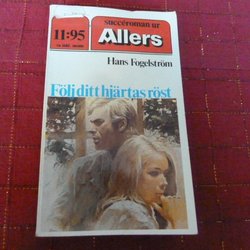 succéroman ur
11:95
Allers
Hans Fogelström
Följ ditt hjärtas röst